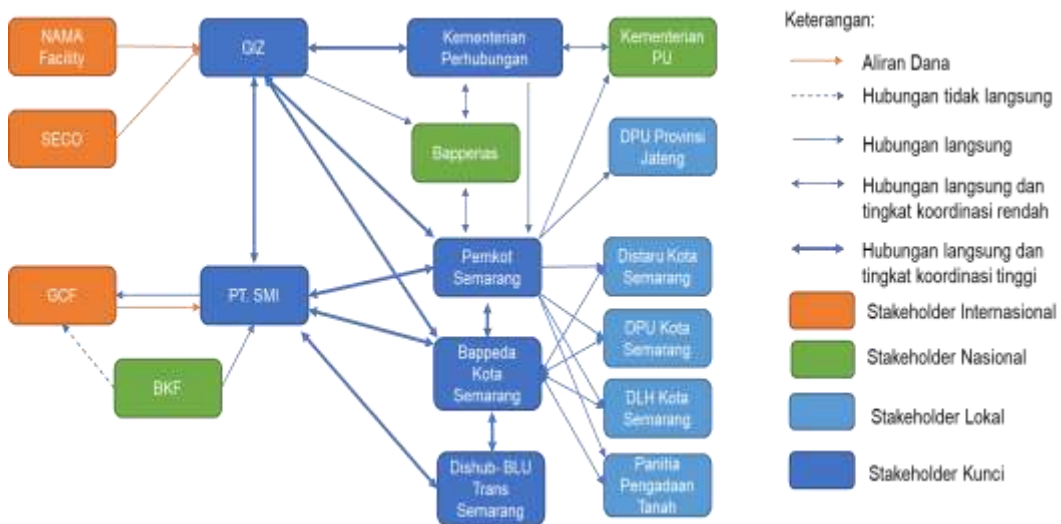 NAMA
Facility
GIZ
Kementerian
Perhubungan
Kementerian
PU
SECO
Bappenas
DPU Provinsi
Jateng
GCF
PT. SMI
Pemkot
Semarang
Distaru Kota
Semarang
DPU Kota
Semarang
Bappeda
Kota
Semarang
BKF
DLH Kota
Semarang
Dishub- BLU
Trans
Semarang
Panitia
Pengadaan
Tanah
Keterangan:
Aliran Dana
Hubungan tidak langsung
Hubungan langsung
Hubungan langsung dan
tingkat koordinasi rendah
Hubungan langsung dan
tingkat koordinasi tinggi
Stakeholder Internasional
Stakeholder Nasional
Stakeholder Lokal
Stakeholder Kunci